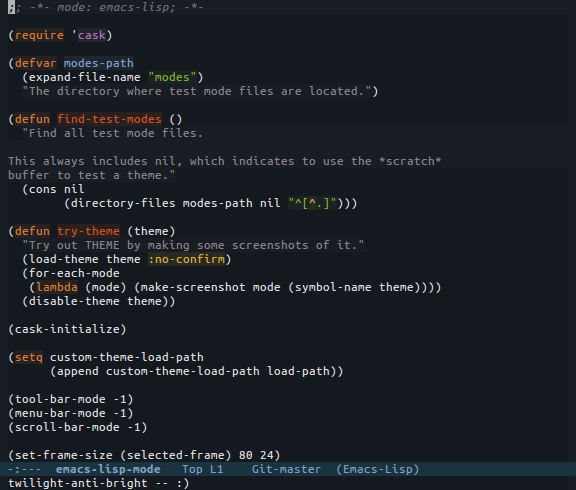 ;; -*- mode: emacs-lisp; -*-

(require 'cask)

(defvar modes-path
  (expand-file-name "modes")
  "The directory where test mode files are located.")

(defun find-test-modes ()
  "Find all test mode files.

This always includes nil, which indicates to use the *scratch*
buffer to test a theme."
  (cons nil
        (directory-files modes-path nil "^[^.]")))

(defun try-theme (theme)
  "Try out THEME by making some screenshots of it."
  (load-theme theme :no-confirm)
  (for-each-mode
   (lambda (mode) (make-screenshot mode (symbol-name theme))))
  (disable-theme theme))

(cask-initialize)

(setq custom-theme-load-path
      (append custom-theme-load-path load-path))

(tool-bar-mode -1)
(menu-bar-mode -1)
(scroll-bar-mode -1)

(set-frame-size (selected-frame) 80 24)
-:---  emacs-lisp-mode   Top L1    Git-master  (Emacs-Lisp)
twilight-anti-bright -- :)